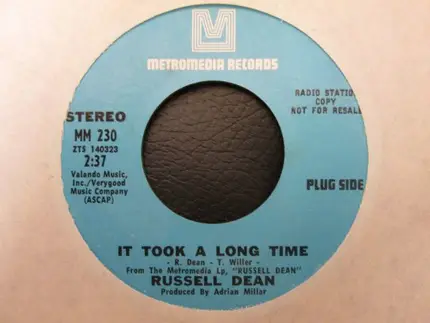 METROMEDIA RECORDS
RADIO STATION
COPY
NOT FOR RESALE
STEREO
MM 230
ZTS 140323
2:37
Valando Music,
Inc./Verygood
Music Company
(ASCAP)
PLUG SIDE
IT TOOK A LONG TIME
- R. Dean - T. Willer -
From The Metromedia Lp, "RUSSELL DEAN"
RUSSELL DEAN
Produced By Adrian Millar